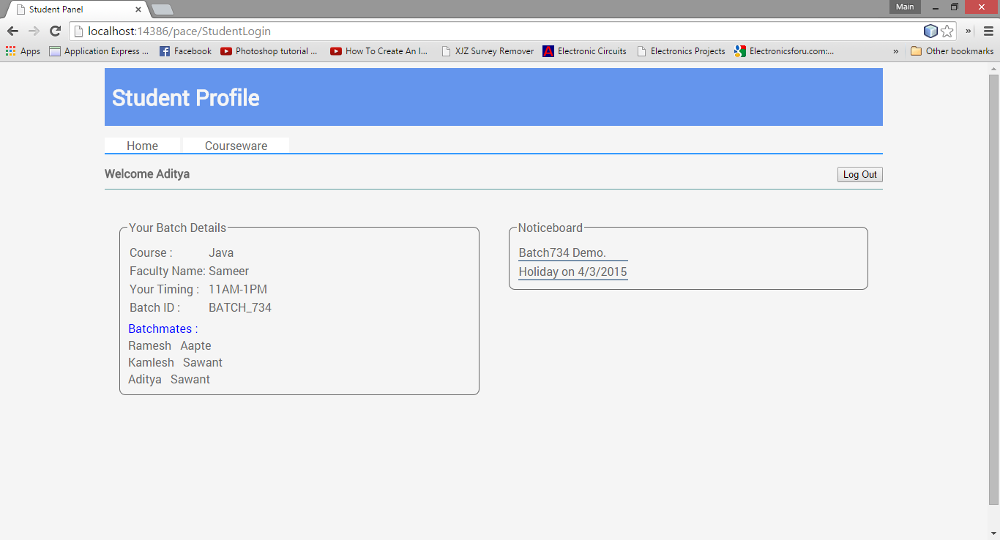 Student Panel
Main
localhost:14386/pace/StudentLogin
Apps Application Express ... Facebook Photoshop tutorial ... How To Create An I... XJZ Survey Remover Electronic Circuits Electronics Projects Electronicsforu.com:... » Other bookmarks
Student Profile
Home Courseware
Welcome Aditya Log Out
Your Batch Details
Course : Java
Faculty Name: Sameer
Your Timing : 11AM-1PM
Batch ID : BATCH_734
Batchmates :
Ramesh Aapte
Kamlesh Sawant
Aditya Sawant
Noticeboard
Batch734 Demo.
Holiday on 4/3/2015